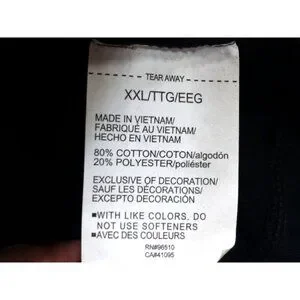 TEAR AWAY
XXL/TTG/EEG
MADE IN VIETNAM/
FABRIQUÉ AU VIETNAM/
HECHO EN VIETNAM
80% COTTON/COTON/algodón
20% POLYESTER/poliéster
EXCLUSIVE OF DECORATION/
SAUF LES DÉCORATIONS/
EXCEPTO DECORACIÓN
■WITH LIKE COLORS. DO
NOT USE SOFTENERS
■AVEC DES COULEURS
RN#96510
CA#41095